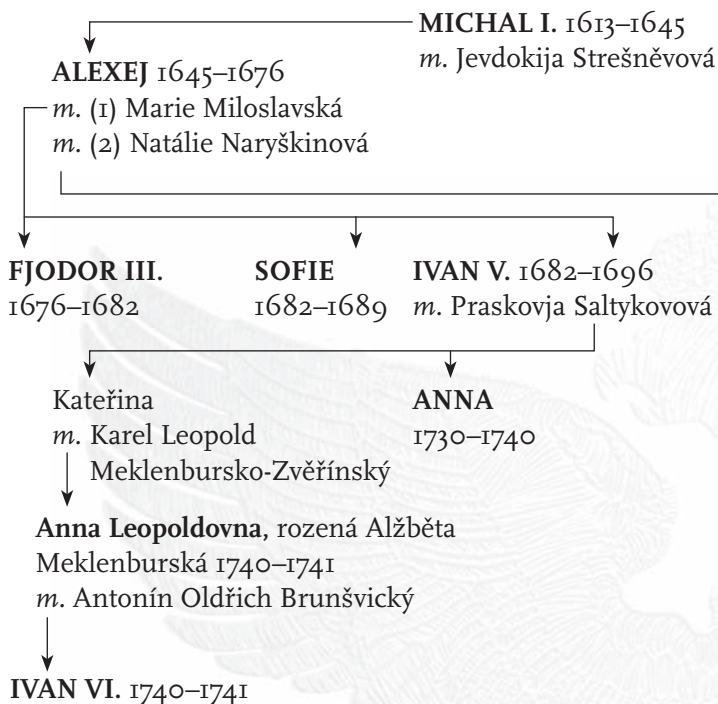 MICHAL I. 1613–1645
m. Jevdokija Strešněvová
ALEXEJ 1645–1676
m. (1) Marie Miloslavská
m. (2) Natálie Naryškinová
FJODOR III.
1676–1682
SOFIE
1682–1689
IVAN V. 1682–1696
m. Praskovja Saltykovová
Kateřina
m. Karel Leopold
Meklenbursko-Zvěřínský
ANNA
1730–1740
Anna Leopoldovna, rozená Alžběta
Meklenburská 1740–1741
m. Antonín Oldřich Brunšvický
IVAN VI. 1740–1741